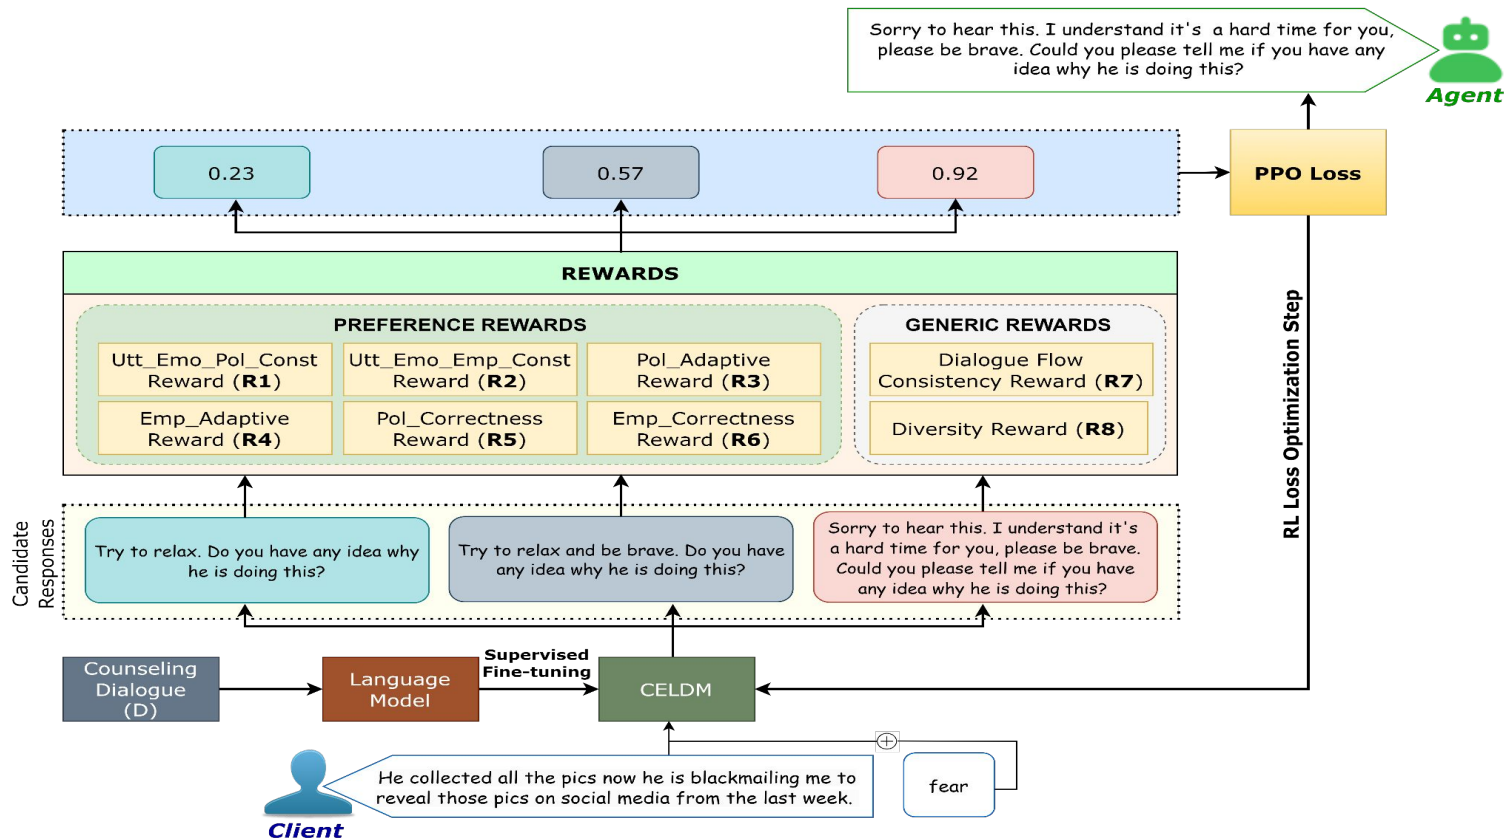 Sorry to hear this. I understand it's a hard time for you,
please be brave. Could you please tell me if you have any
idea why he is doing this?
Agent
0.23
0.57
0.92
PPO Loss
REWARDS
PREFERENCE REWARDS
Utt_Emo_Pol_Const
Reward (R1)
Utt_Emo_Emp_Const
Reward (R2)
Pol_Adaptive
Reward (R3)
Emp_Adaptive
Reward (R4)
Pol_Correctness
Reward (R5)
Emp_Correctness
Reward (R6)
GENERIC REWARDS
Dialogue Flow
Consistency Reward (R7)
Diversity Reward (R8)
RL Loss Optimization Step
Candidate
Responses
Try to relax. Do you have any idea why
he is doing this?
Try to relax and be brave. Do you have
any idea why he is doing this?
Sorry to hear this. I understand it's
a hard time for you, please be brave.
Could you please tell me if you have
any idea why he is doing this?
Counseling
Dialogue
(D)
Language
Model
Supervised
Fine-tuning
CELDM
He collected all the pics now he is blackmailing me to
reveal those pics on social media from the last week.
fear
Client